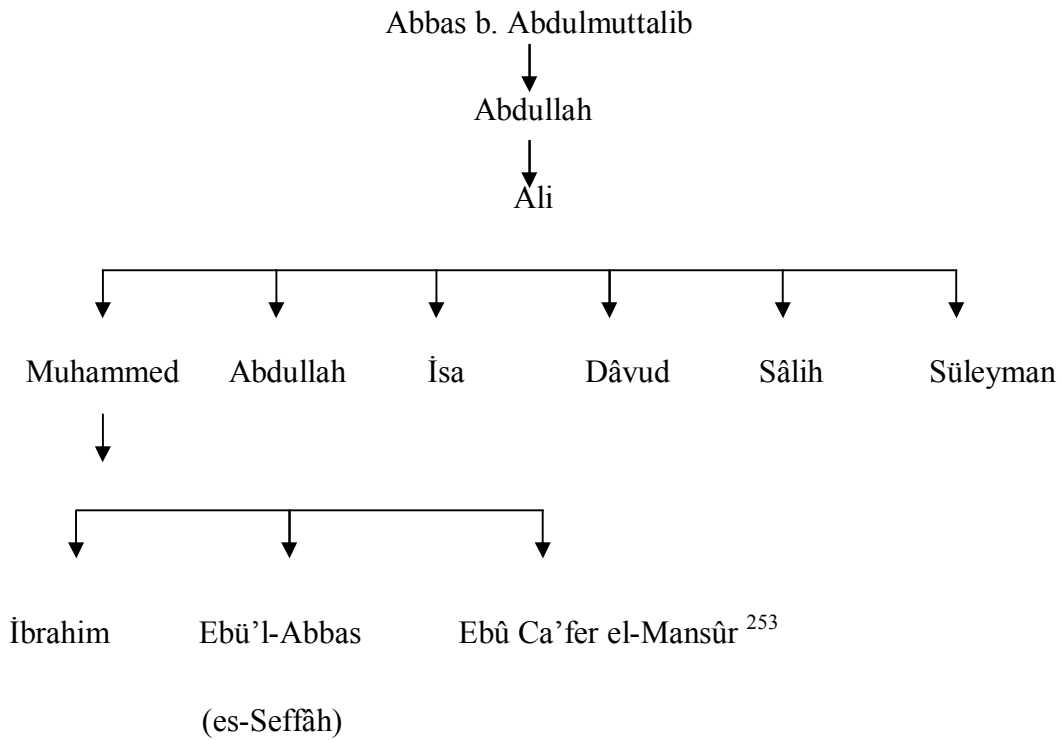 Abbas b. Abdulmuttalib
Abdullah
Ali
Muhammed Abdullah İsa Dâvud Sâlih Süleyman
İbrahim Ebü’l-Abbas Ebû Ca’fer el-Mansûr 253
(es-Seffâh)